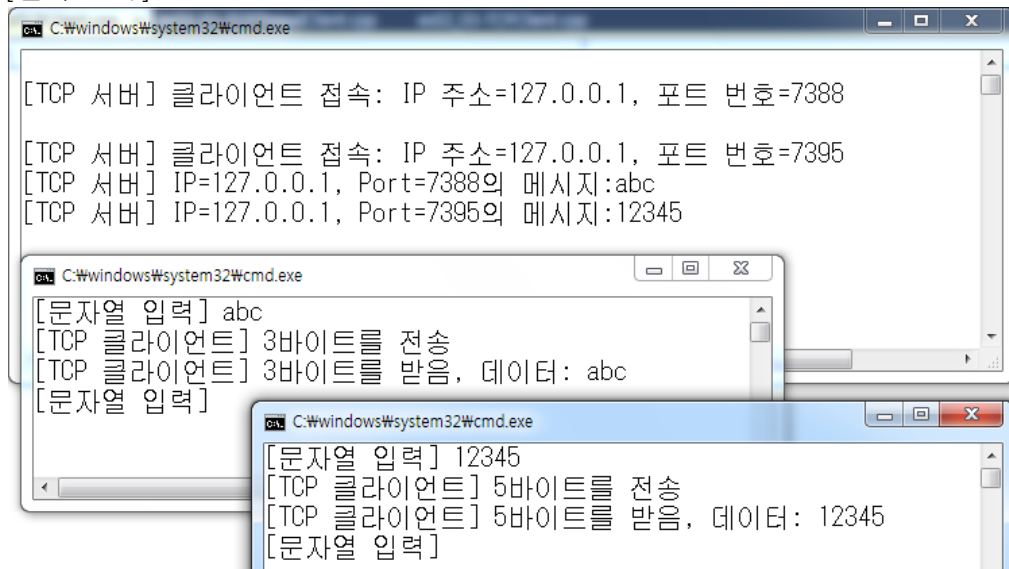 C:₩windows₩system32₩cmd.exe
[TCP 서버] 클라이언트 접속: IP 주소=127.0.0.1, 포트 번호=7388
[TCP 서버] 클라이언트 접속: IP 주소=127.0.0.1, 포트 번호=7395
[TCP 서버] IP=127.0.0.1, Port=7388의 메시지:abc
[TCP 서버] IP=127.0.0.1, Port=7395의 메시지:12345
C:₩windows₩system32₩cmd.exe
[문자열 입력] abc
[TCP 클라이언트] 3바이트를 전송
[TCP 클라이언트] 3바이트를 받음, 데이터: abc
[문자열 입력]
C:₩windows₩system32₩cmd.exe
[문자열 입력] 12345
[TCP 클라이언트] 5바이트를 전송
[TCP 클라이언트] 5바이트를 받음, 데이터: 12345
[문자열 입력]